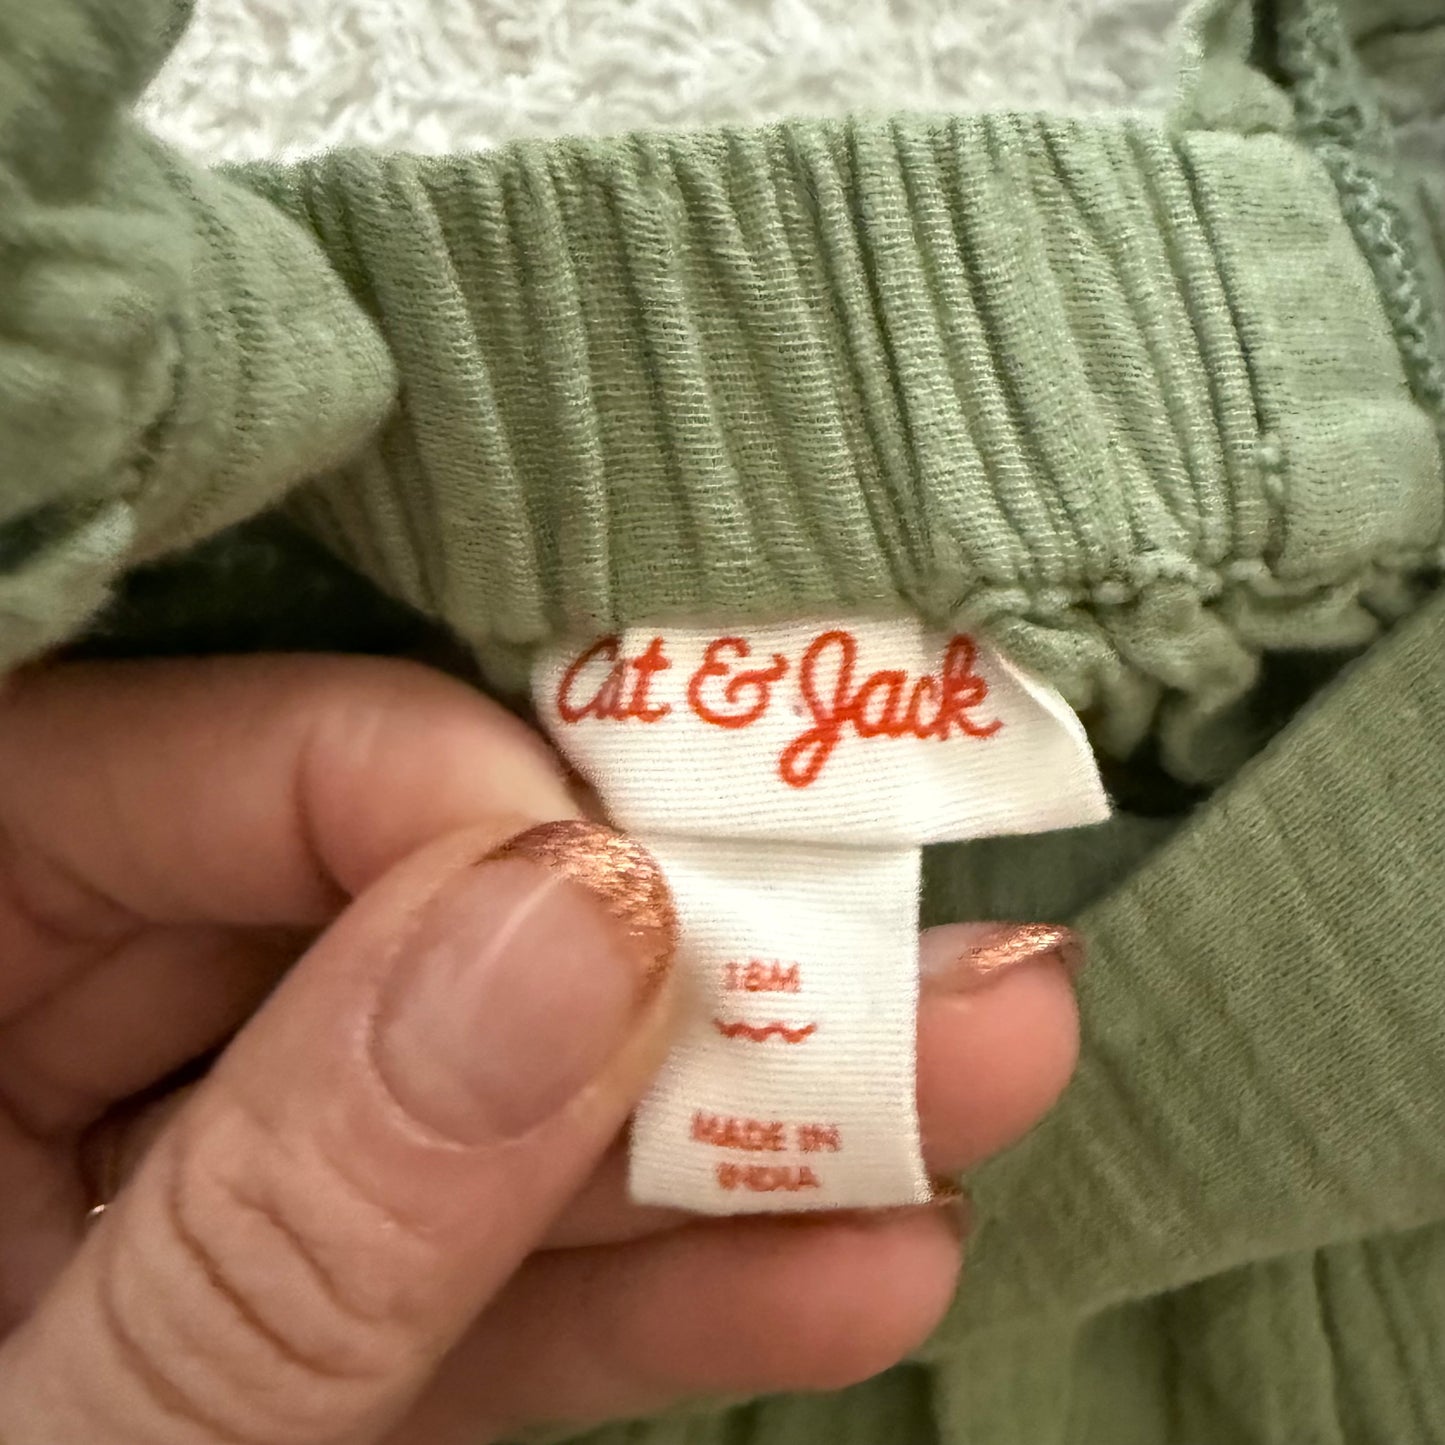 Cat & Jack
18M
MADE IN
INDIA